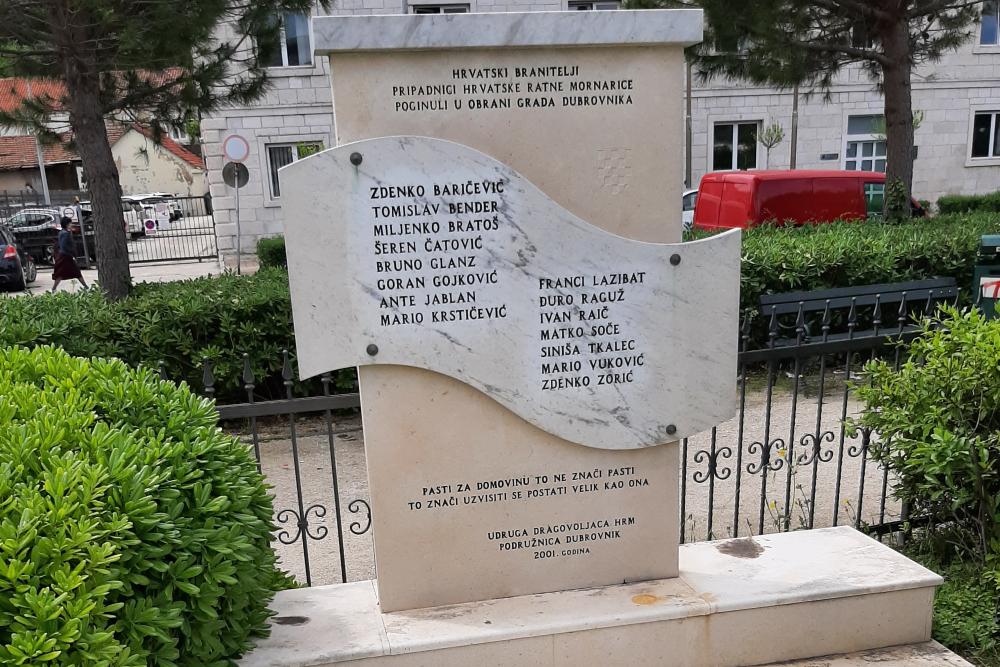 HRVATSKI BRANITELJI
PRIPADNICI HRVATSKE RATNE MORNARICE
POGINULI U OBRANI GRADA DUBROVNIKA
ZDENKO BARIČEVIĆ
TOMISLAV BENDER
MILJENKO BRATOŠ
ŠEREN ČATOVIĆ
BRUNO GLANZ
GORAN GOJKOVIĆ
ANTE JABLAN
MARIO KRSTIČEVIĆ
FRANCI LAZIBAT
ĐURO RAGUŽ
IVAN RAIČ
MATKO SOČE
SINIŠA TKALEC
MARIO VUKOVIĆ
ZDENKO ZORIĆ
PASTI ZA DOMOVINU TO NE ZNAČI PASTI
TO ZNAČI UZVISITI SE POSTATI VELIK KAO ONA
UDRUGA DRAGOVOLJACA HRM
PODRUŽNICA DUBROVNIK
2001. GODINA